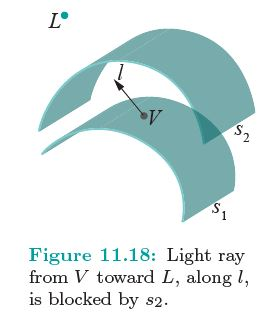 L
l
V
s2
s1
Figure 11.18: Light ray
from V toward L, along l,
is blocked by s2.